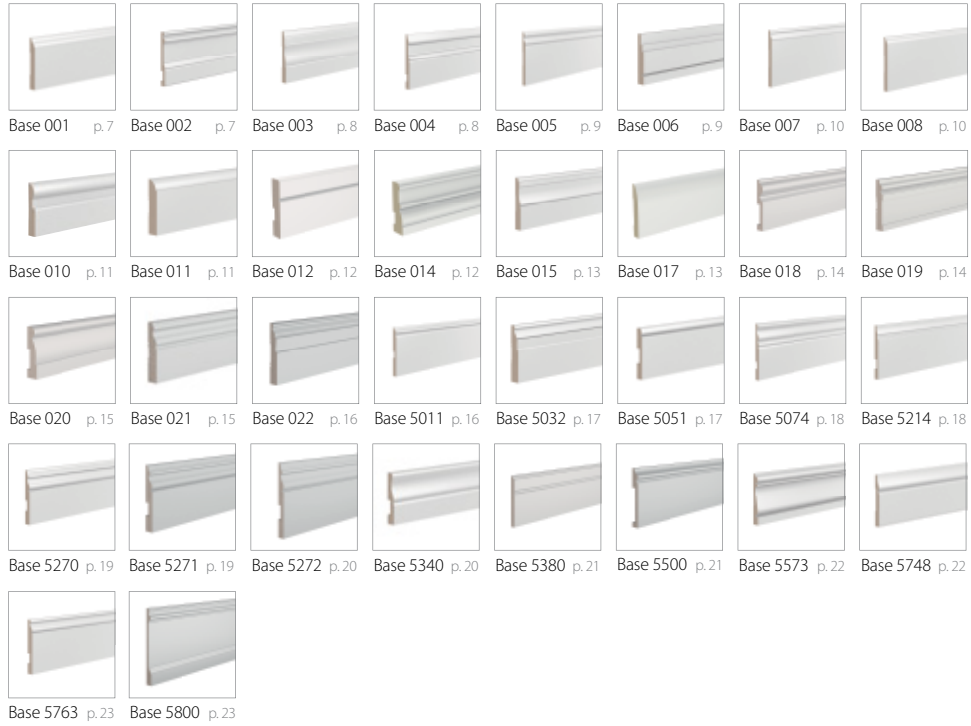 Base 001 p. 7 Base 002 p. 7 Base 003 p. 8 Base 004 p. 8 Base 005 p. 9 Base 006 p. 9 Base 007 p. 10 Base 008 p. 10
Base 010 p. 11 Base 011 p. 11 Base 012 p. 12 Base 014 p. 12 Base 015 p. 13 Base 017 p. 13 Base 018 p. 14 Base 019 p. 14
Base 020 p. 15 Base 021 p. 15 Base 022 p. 16 Base 5011 p. 16 Base 5032 p. 17 Base 5051 p. 17 Base 5074 p. 18 Base 5214 p. 18
Base 5270 p. 19 Base 5271 p. 19 Base 5272 p. 20 Base 5340 p. 20 Base 5380 p. 21 Base 5500 p. 21 Base 5573 p. 22 Base 5748 p. 22
Base 5763 p. 23 Base 5800 p. 23